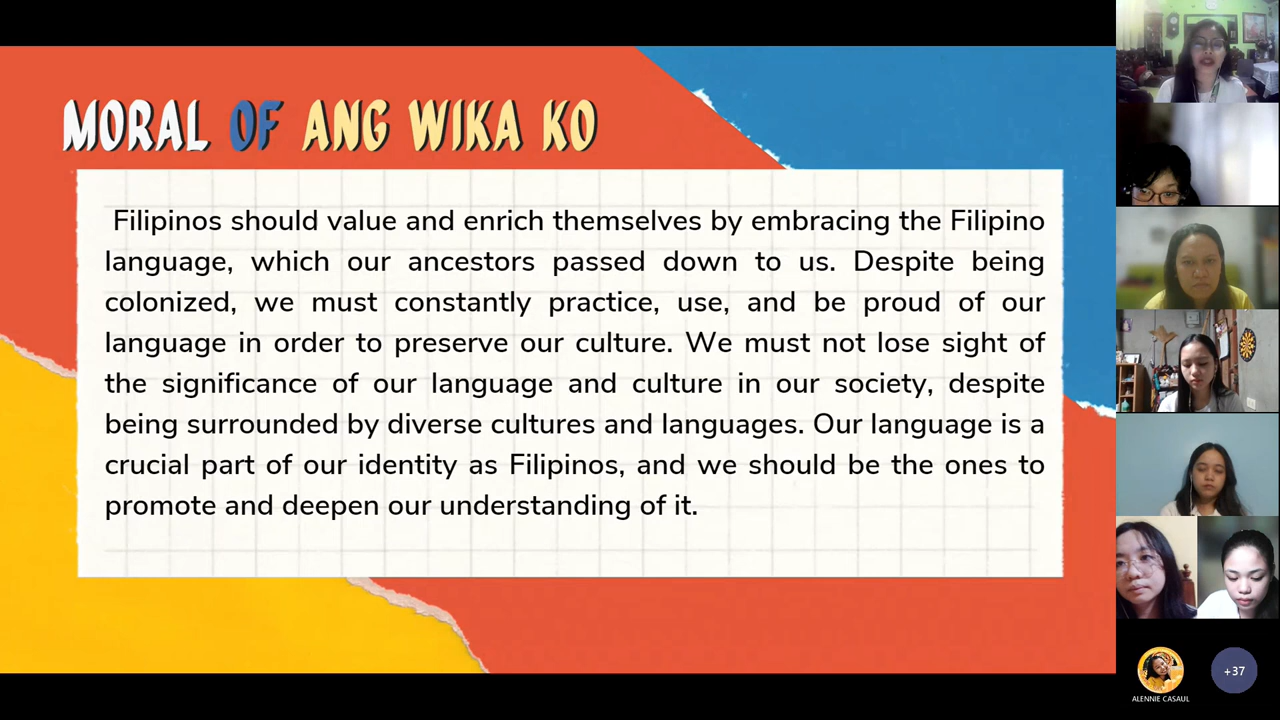 MORAL OF ANG WIKA KO
Filipinos should value and enrich themselves by embracing the Filipino
language, which our ancestors passed down to us. Despite being
colonized, we must constantly practice, use, and be proud of our
language in order to preserve our culture. We must not lose sight of
the significance of our language and culture in our society, despite
being surrounded by diverse cultures and languages. Our language is a
crucial part of our identity as Filipinos, and we should be the ones to
promote and deepen our understanding of it.
+37
ALENNIE CASAUL